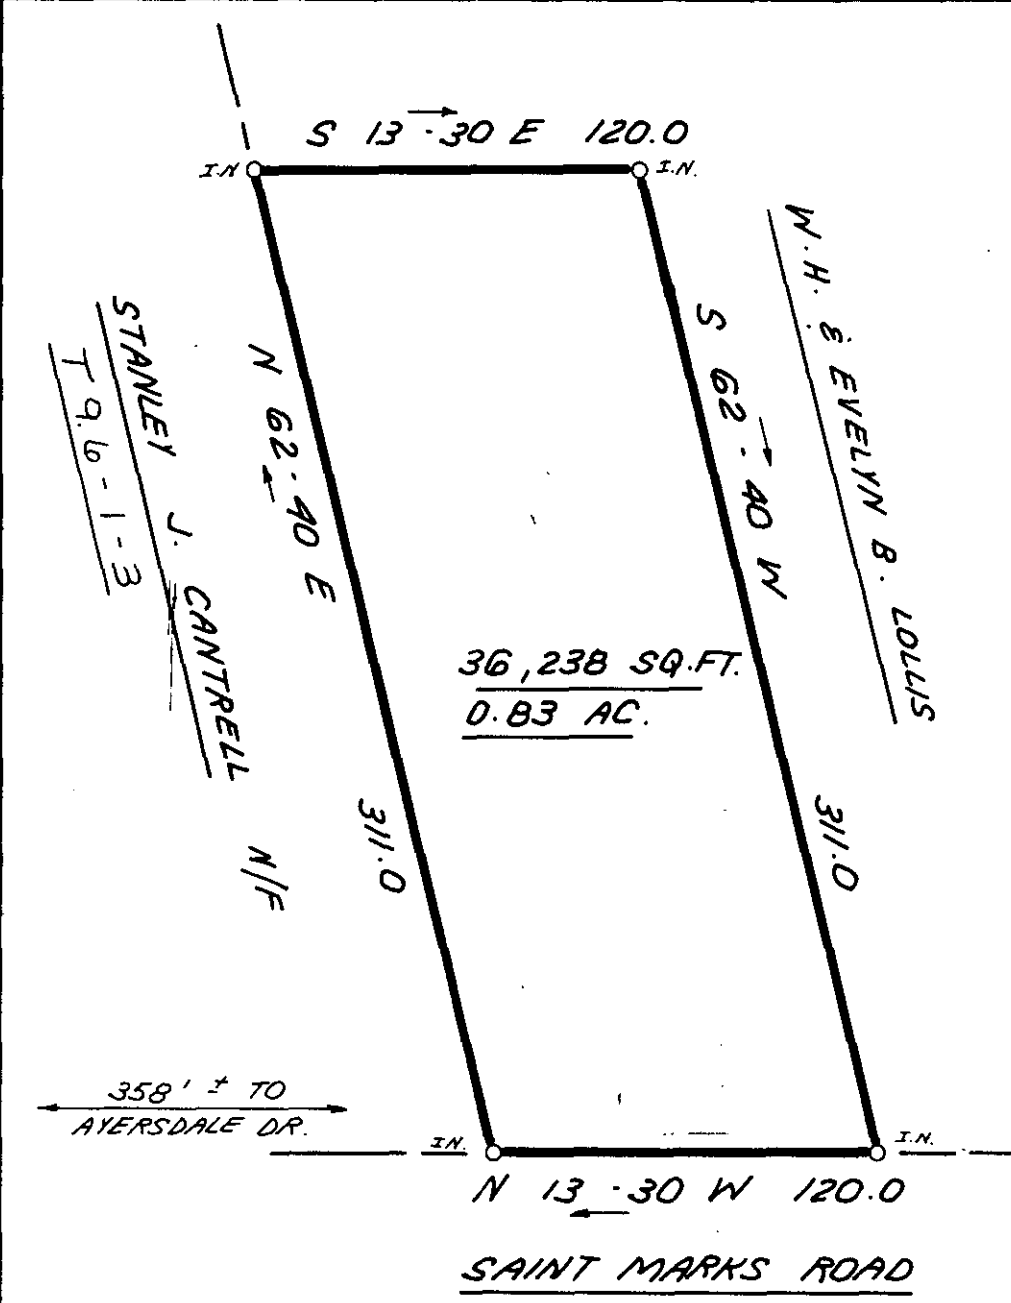 S 13-30 E 120.0
I.N
I.N.
W.H. & EVELYN B. LOLLIS
S 62-40 W
311.0
N 62-40 E
311.0
STANLEY J. CANTRELL N/F
T 9.6-1-3
36,238 SQ.FT.
0.83 AC.
358' ± TO
AYERSDALE DR.
I.N.
I.N.
N 13-30 W 120.0
SAINT MARKS ROAD